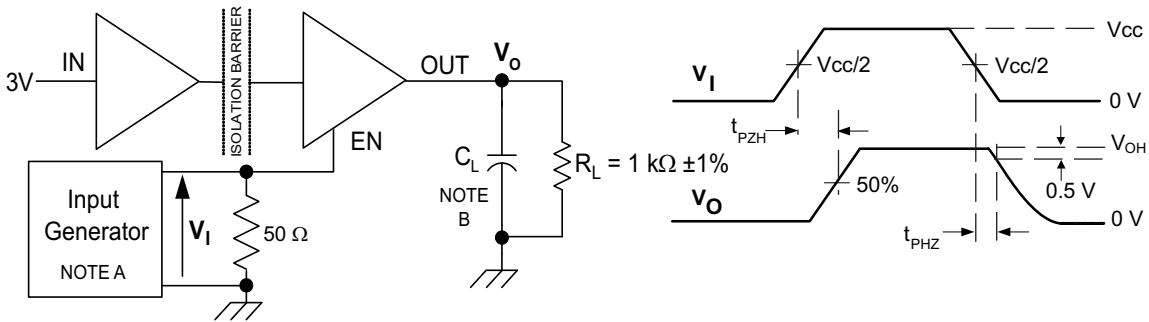 IN
3V
ISOLATION BARRIER
OUT
Vo
EN
Input
Generator
NOTE A
VI
50 Ω
CL
NOTE
B
RL = 1 kΩ ±1%
Vcc
Vcc/2
Vcc/2
VI
0 V
tPZH
VOH
0.5 V
50%
VO
0 V
tPHZ